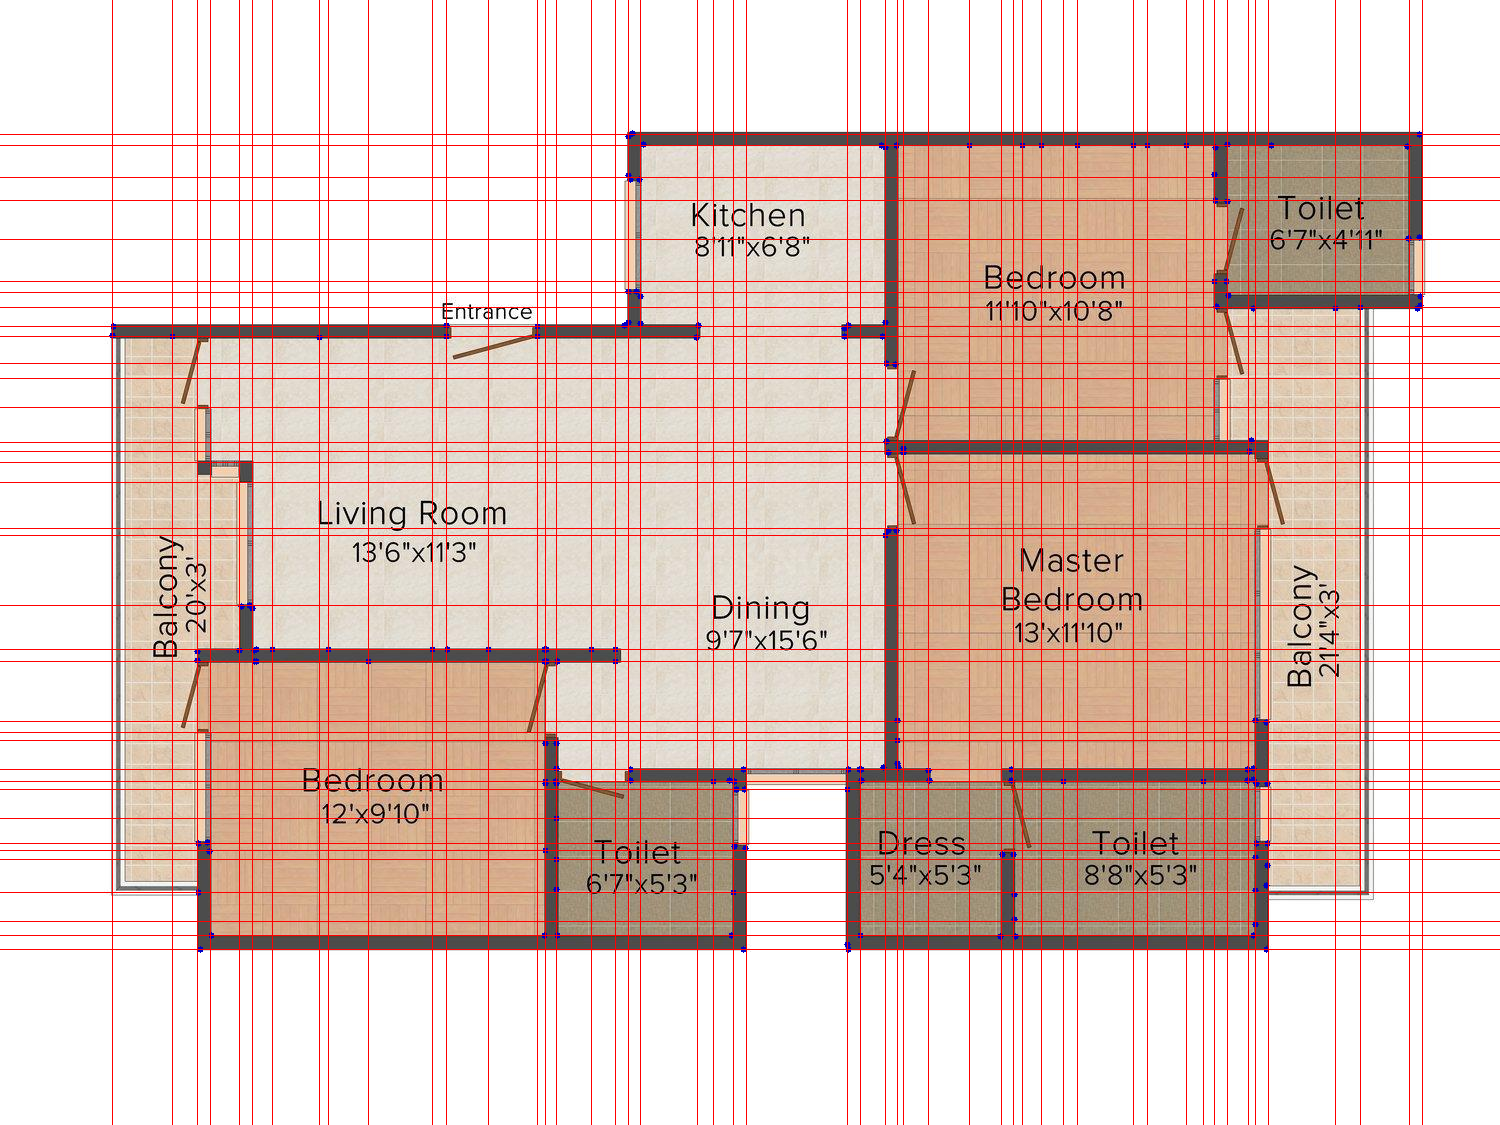 Kitchen
8'11"x6'8"
Toilet
6'7"x4'11"
Bedroom
11'10"x10'8"
Entrance
Living Room
13'6"x11'3"
Balcony
20'x3'
Dining
9'7"x15'6"
Master
Bedroom
13'x11'10"
Balcony
21'4"x3'
Bedroom
12'x9'10"
Toilet
6'7"x5'3"
Dress
5'4"x5'3"
Toilet
8'8"x5'3"